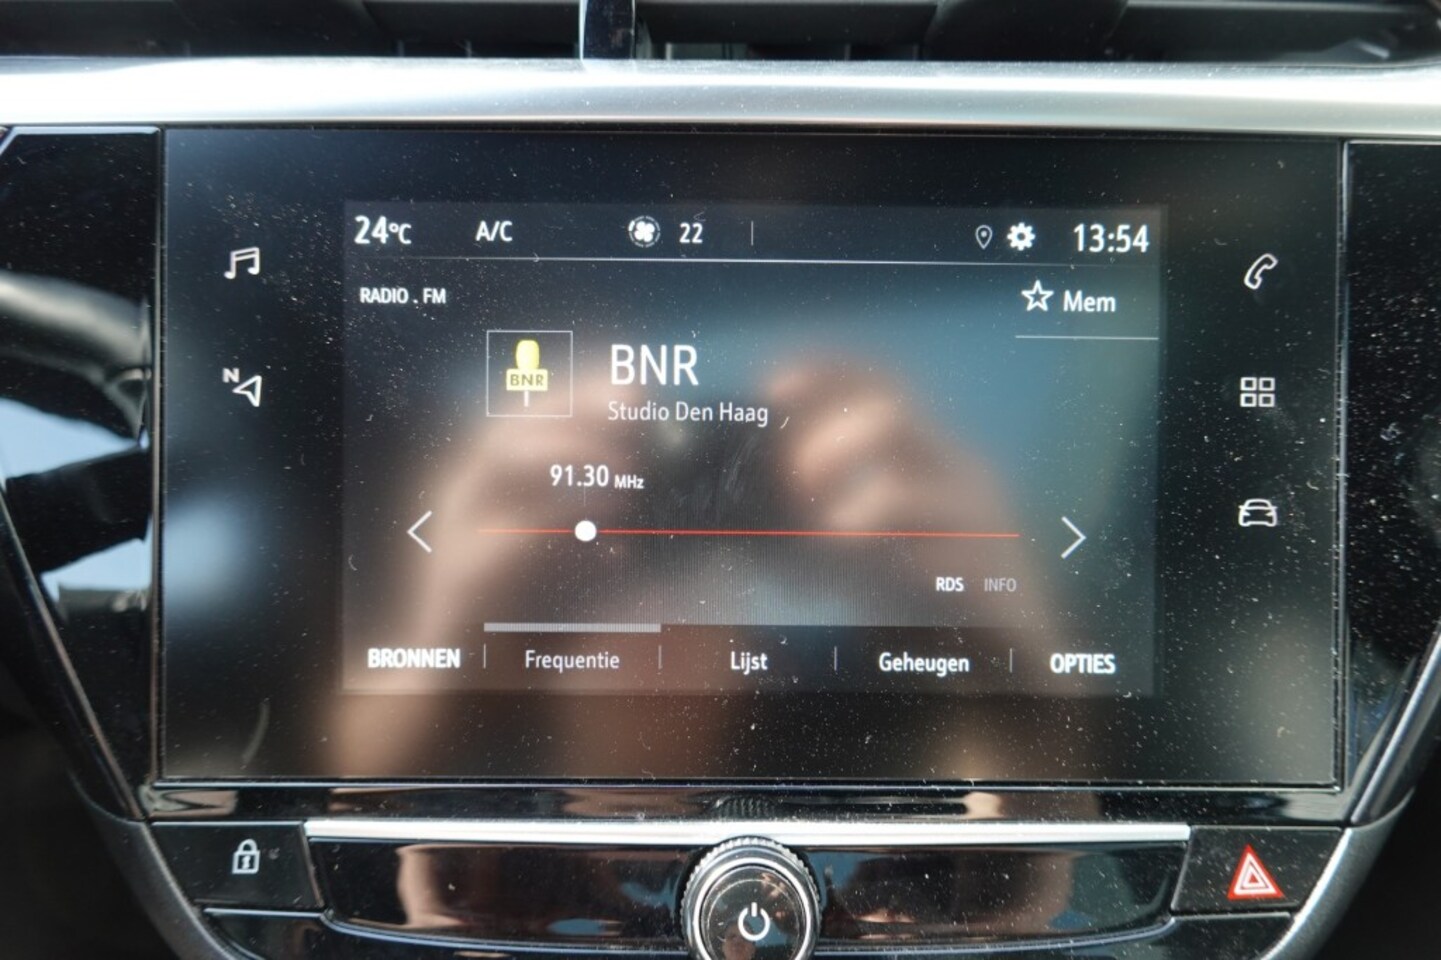 24°C A/C 22 13:54
RADIO . FM
Mem
BNR
BNR
Studio Den Haag
N
91.30 MHz
RDS INFO
BRONNEN Frequentie Lijst Geheugen OPTIES